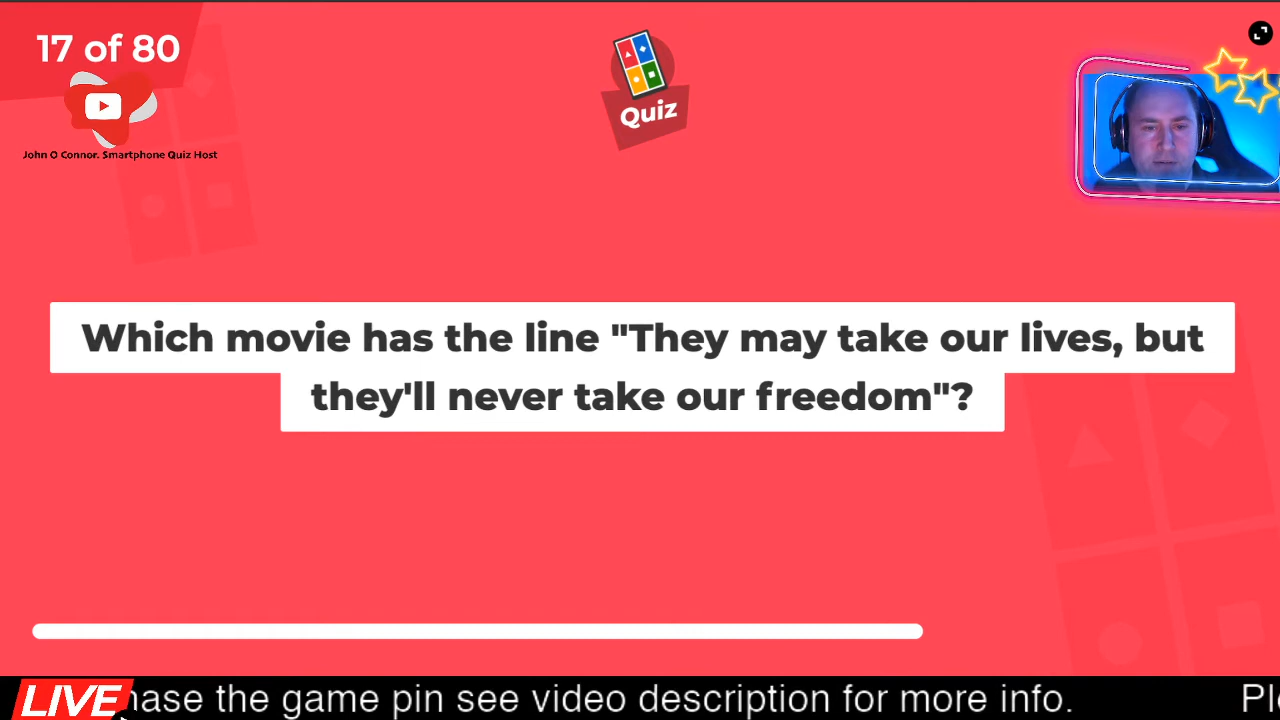 17 of 80
John O Connor. Smartphone Quiz Host
Quiz
Which movie has the line "They may take our lives, but
they'll never take our freedom"?
LIVE
hase the game pin see video description for more info.
Pl